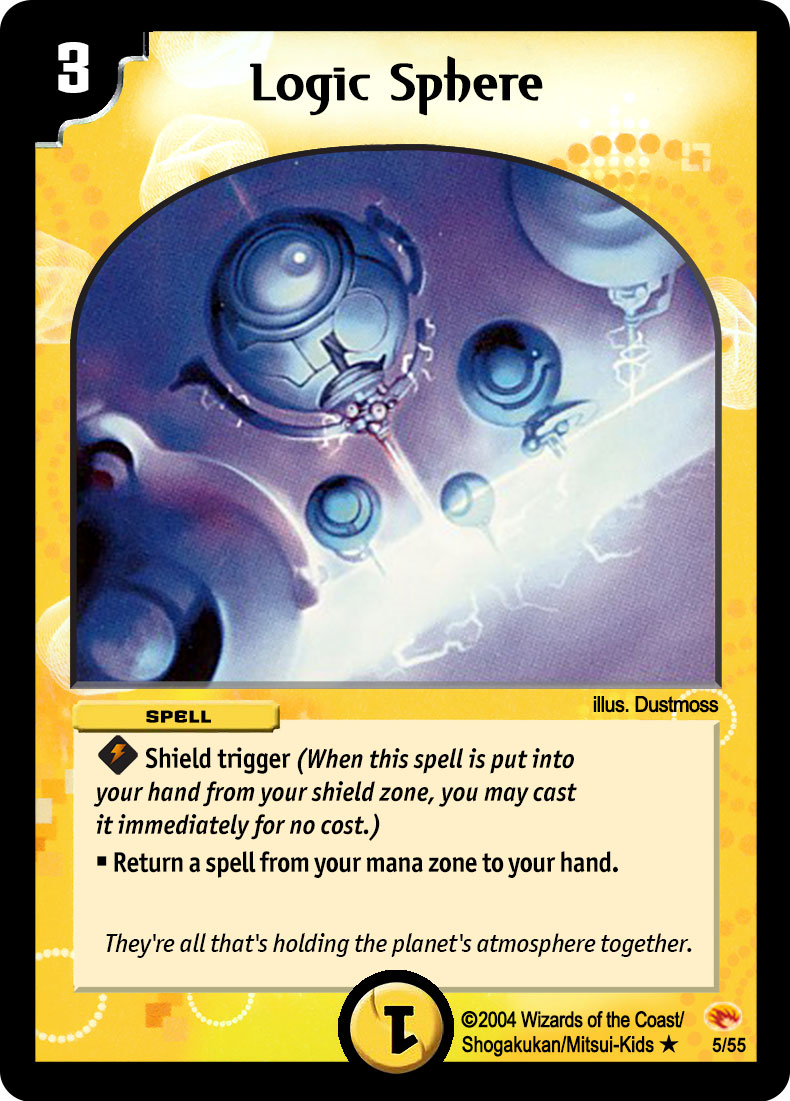 3
Logic Sphere
illus. Dustmoss
SPELL
Shield trigger (When this spell is put into
your hand from your shield zone, you may cast
it immediately for no cost.)
▪ Return a spell from your mana zone to your hand.
They're all that's holding the planet's atmosphere together.
1
©2004 Wizards of the Coast/
Shogakukan/Mitsui-Kids ★ 5/55